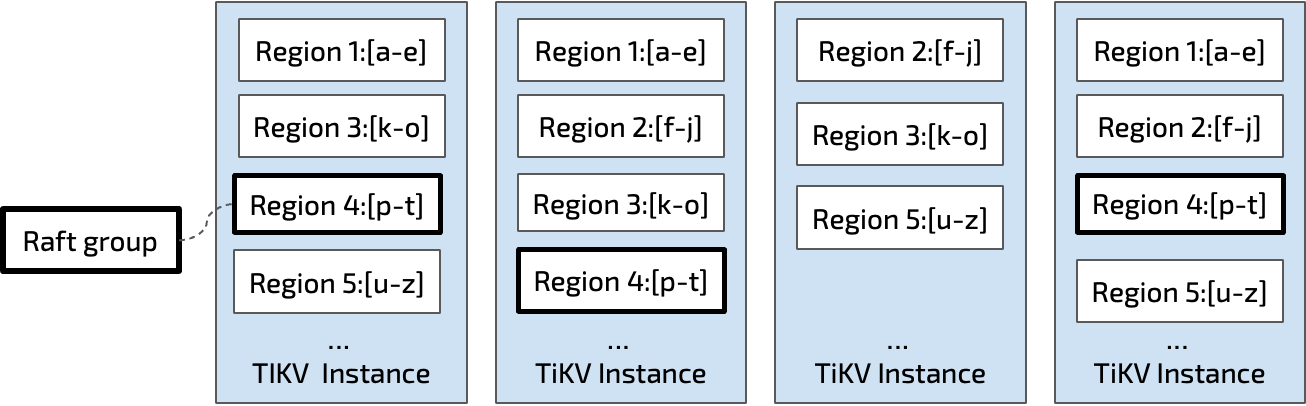 Raft group
Region 1:[a-e]
Region 3:[k-o]
Region 4:[p-t]
Region 5:[u-z]
...
TIKV Instance
Region 1:[a-e]
Region 2:[f-j]
Region 3:[k-o]
Region 4:[p-t]
...
TiKV Instance
Region 2:[f-j]
Region 3:[k-o]
Region 5:[u-z]
...
TiKV Instance
Region 1:[a-e]
Region 2:[f-j]
Region 4:[p-t]
Region 5:[u-z]
...
TiKV Instance